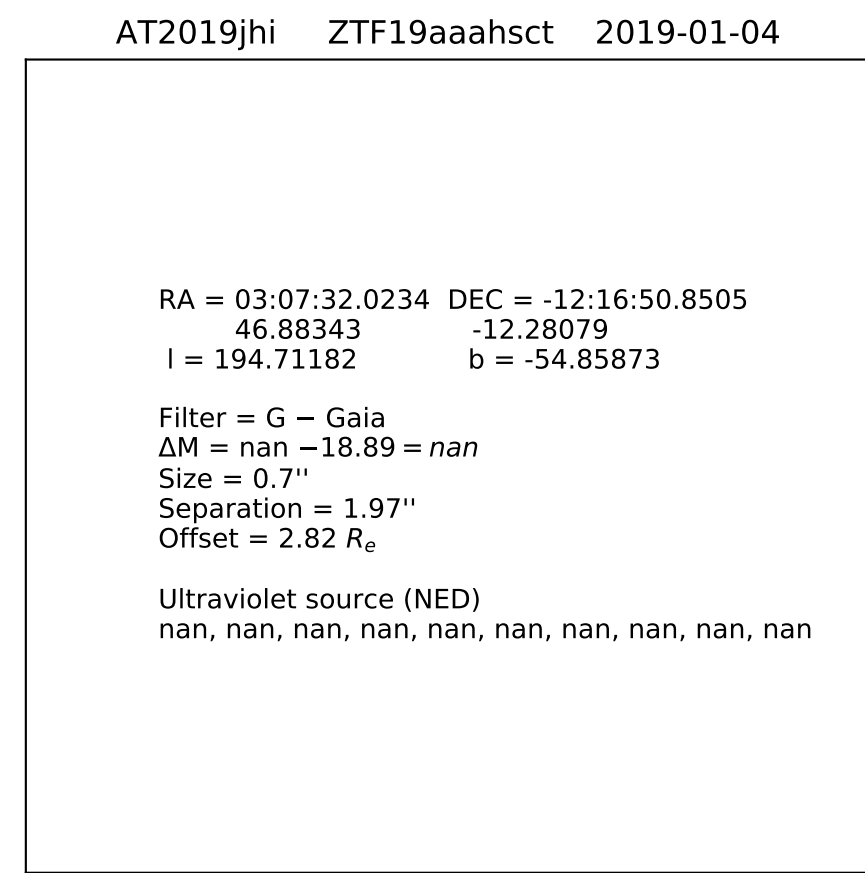 AT2019jhi ZTF19aaahsct 2019-01-04
RA = 03:07:32.0234 DEC = -12:16:50.8505
46.88343 -12.28079
l = 194.71182 b = -54.85873
Filter = G − Gaia
ΔM = nan −18.89 = nan
Size = 0.7''
Separation = 1.97''
Offset = 2.82 Re
Ultraviolet source (NED)
nan, nan, nan, nan, nan, nan, nan, nan, nan, nan